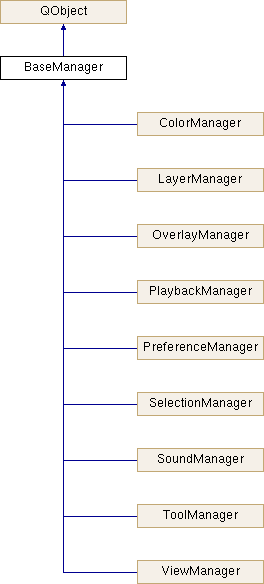 QObject
BaseManager
ColorManager
LayerManager
OverlayManager
PlaybackManager
PreferenceManager
SelectionManager
SoundManager
ToolManager
ViewManager